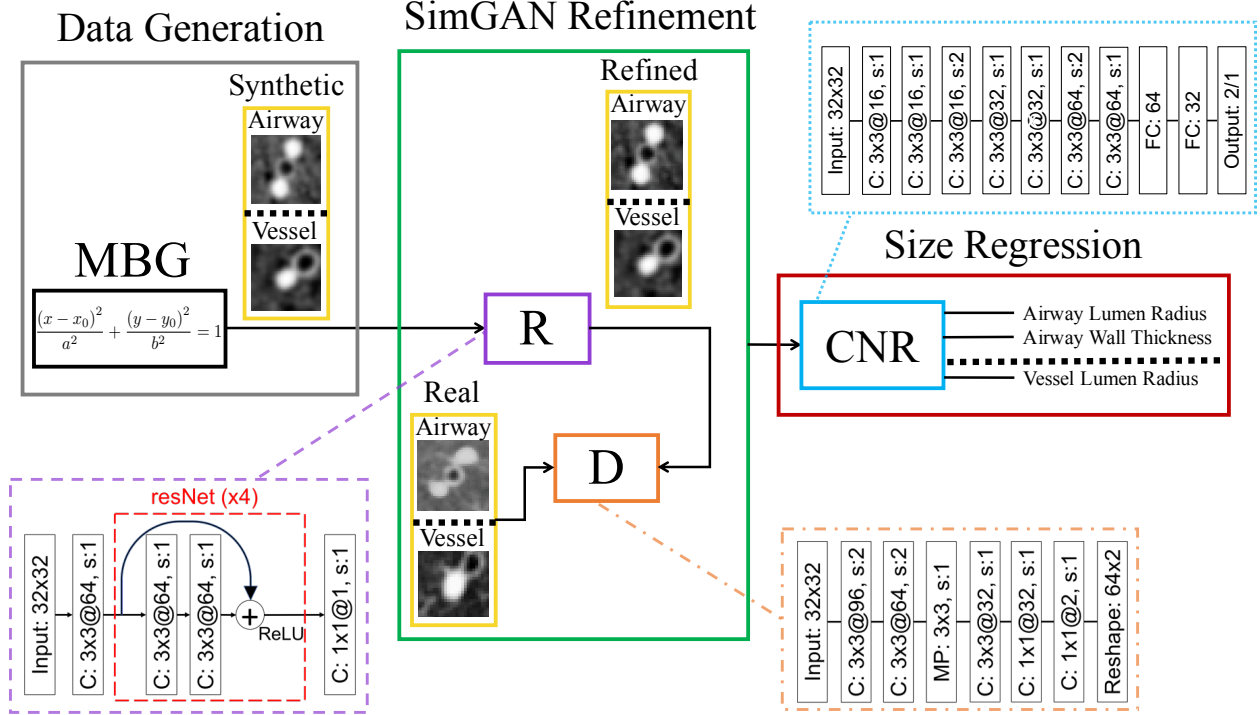 Data Generation
SimGAN Refinement
Synthetic
Airway
Vessel
MBG
(x − x₀)²/a² + (y − y₀)²/b² = 1
Refined
Airway
Vessel
R
Real
Airway
Vessel
D
Input: 32x32
C: 3x3@16, s:1
C: 3x3@16, s:1
C: 3x3@16, s:2
C: 3x3@32, s:1
C: 3x3@32, s:1
C: 3x3@64, s:2
C: 3x3@64, s:1
FC: 64
FC: 32
Output: 2/1
Size Regression
CNR
Airway Lumen Radius
Airway Wall Thickness
Vessel Lumen Radius
resNet (x4)
Input: 32x32
C: 3x3@64, s:1
C: 3x3@64, s:1
C: 3x3@64, s:1
+
ReLU
C: 1x1@1, s:1
Input: 32x32
C: 3x3@96, s:2
C: 3x3@64, s:2
MP: 3x3, s:1
C: 3x3@32, s:1
C: 1x1@32, s:1
C: 1x1@2, s:1
Reshape: 64x2